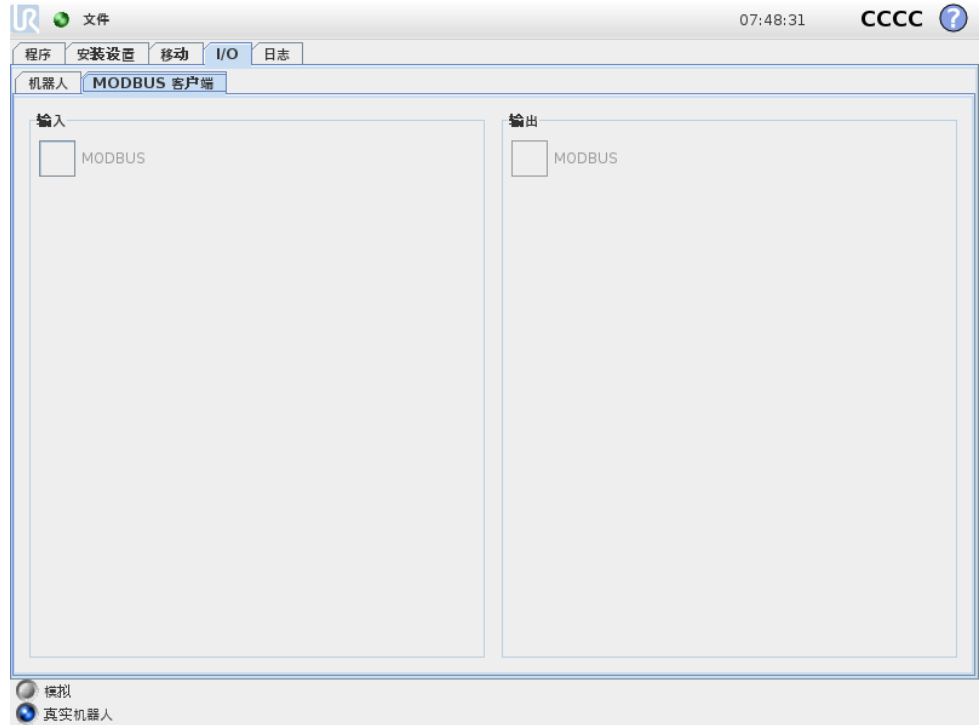 UR 文件 07:48:31 CCCC ?
程序 安装设置 移动 I/O 日志
机器人 MODBUS 客户端
输入 输出
MODBUS MODBUS
模拟
真实机器人